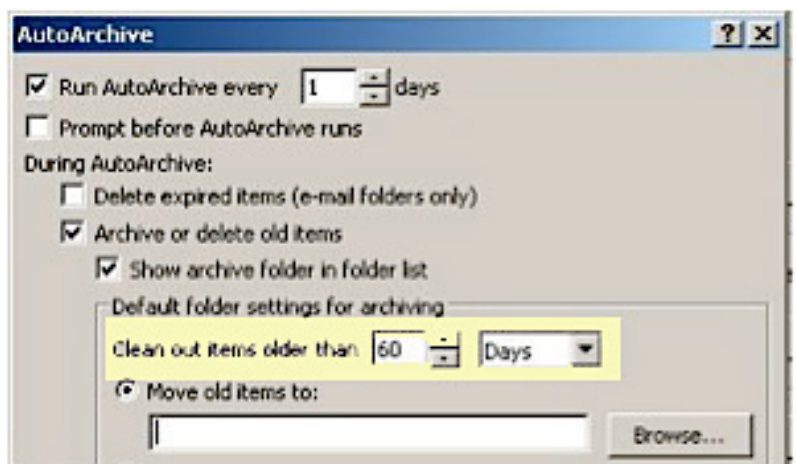 AutoArchive
Run AutoArchive every 1 days
Prompt before AutoArchive runs
During AutoArchive:
Delete expired items (e-mail folders only)
Archive or delete old items
Show archive folder in folder list
Default folder settings for archiving
Clean out items older than 60 Days
Move old items to:
Browse...